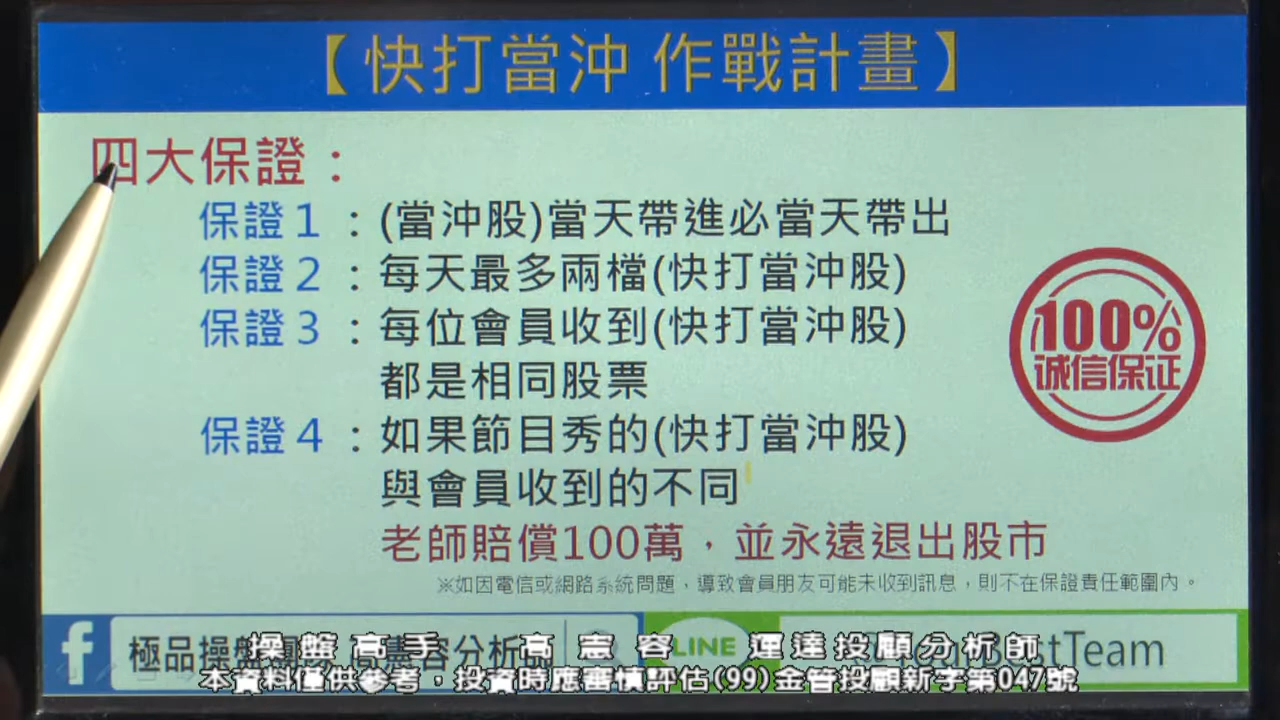 【快打當沖 作戰計畫】
四大保證：
保證1：(當沖股)當天帶進必當天帶出
保證2：每天最多兩檔(快打當沖股)
保證3：每位會員收到(快打當沖股)
都是相同股票
保證4：如果節目秀的(快打當沖股)
與會員收到的不同
老師賠償100萬，並永遠退出股市
※如因電信或網路系統問題，導致會員朋友可能未收到訊息，則不在保證責任範圍內。
100%
诚信保证
f 極品操盤團隊 高憲容分析師
LINE
BestTeam
操盤高手 高憲容 運達投顧分析師
本資料僅供參考，投資時應審慎評估(99)金管投顧新字第047號